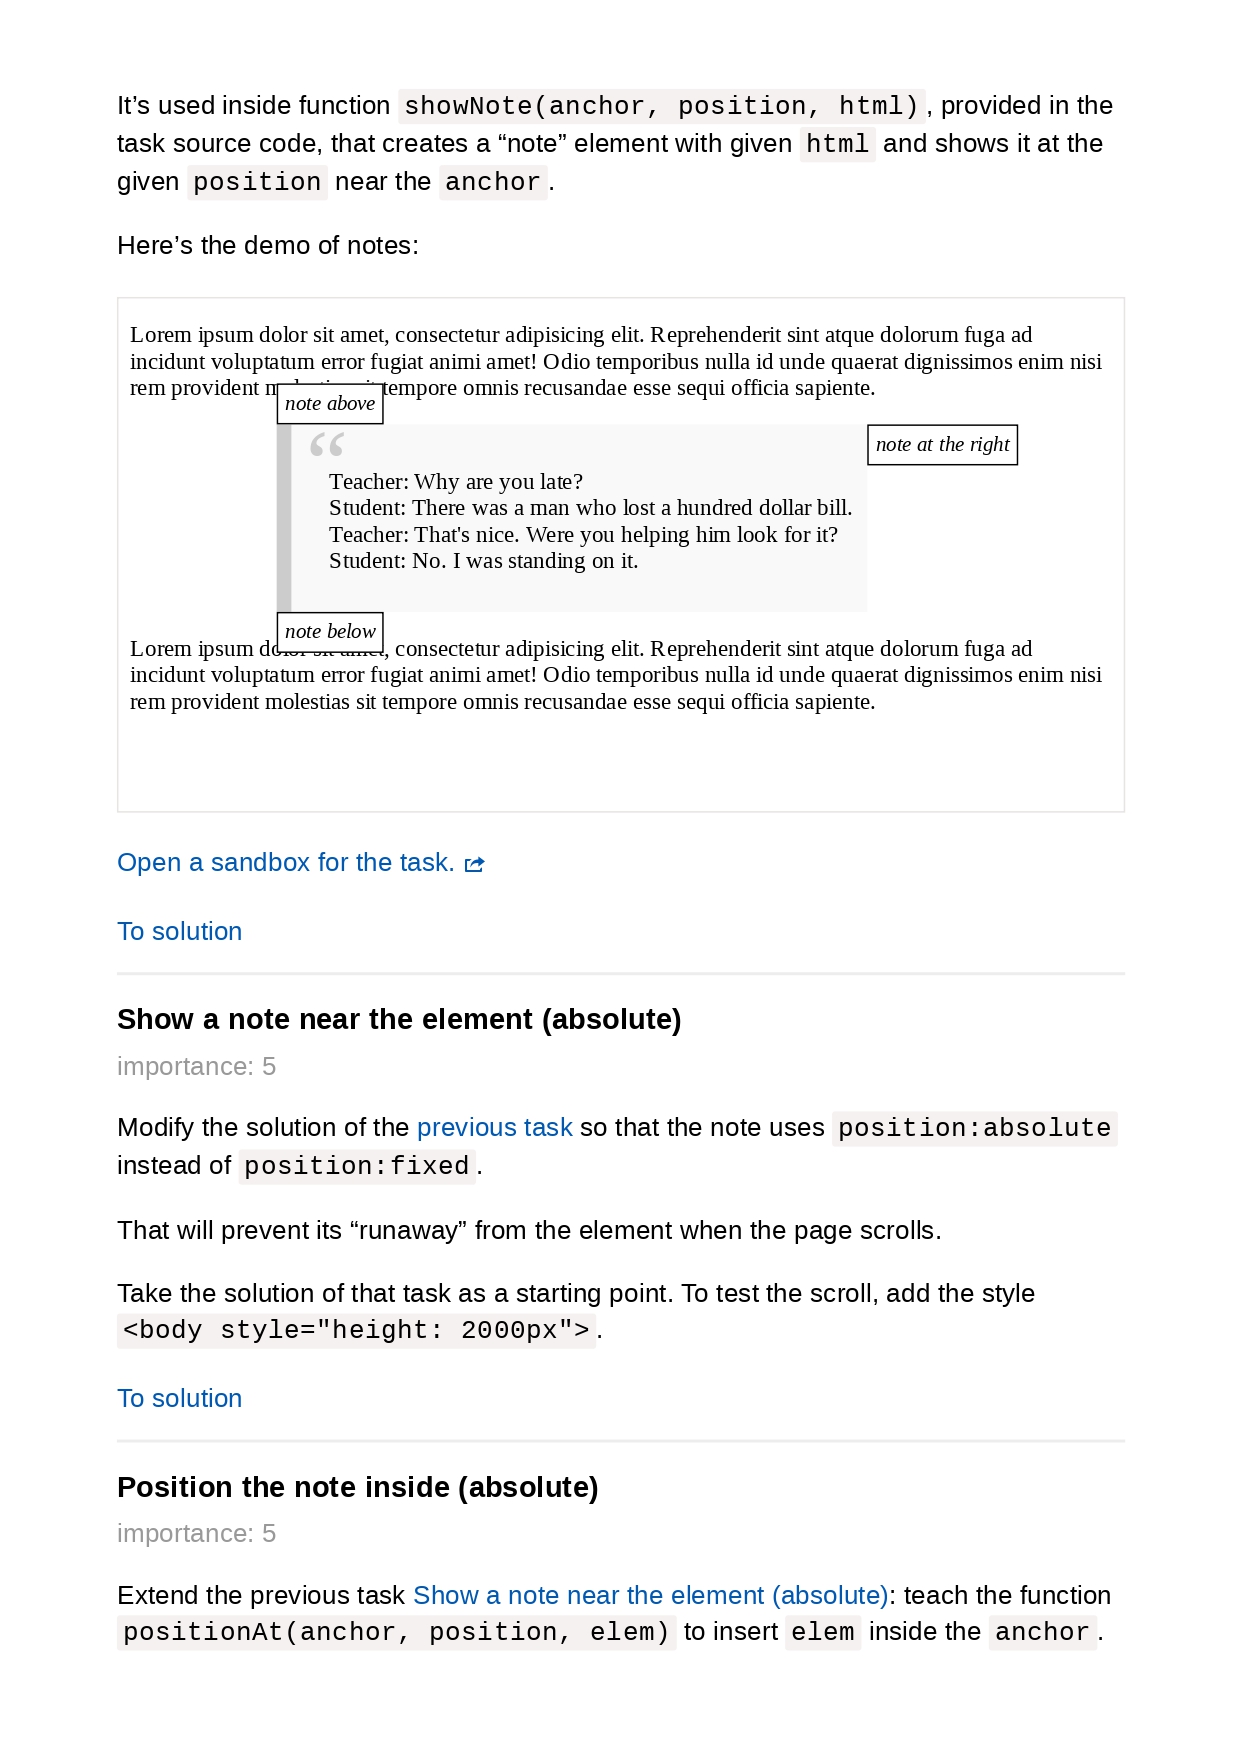 It’s used inside function showNote(anchor, position, html), provided in the
task source code, that creates a “note” element with given html and shows it at the
given position near the anchor.
Here’s the demo of notes:
Lorem ipsum dolor sit amet, consectetur adipisicing elit. Reprehenderit sint atque dolorum fuga ad
incidunt voluptatum error fugiat animi amet! Odio temporibus nulla id unde quaerat dignissimos enim nisi
rem provident tempore omnis recusandae esse sequi officia sapiente.
note above
note at the right
“
Teacher: Why are you late?
Student: There was a man who lost a hundred dollar bill.
Teacher: That's nice. Were you helping him look for it?
Student: No. I was standing on it.
note below
Lorem ipsum consectetur adipisicing elit. Reprehenderit sint atque dolorum fuga ad
incidunt voluptatum error fugiat animi amet! Odio temporibus nulla id unde quaerat dignissimos enim nisi
rem provident molestias sit tempore omnis recusandae esse sequi officia sapiente.
Open a sandbox for the task.
To solution
Show a note near the element (absolute)
importance: 5
Modify the solution of the previous task so that the note uses position:absolute
instead of position:fixed.
That will prevent its “runaway” from the element when the page scrolls.
Take the solution of that task as a starting point. To test the scroll, add the style
<body style="height: 2000px">.
To solution
Position the note inside (absolute)
importance: 5
Extend the previous task Show a note near the element (absolute): teach the function
positionAt(anchor, position, elem) to insert elem inside the anchor.